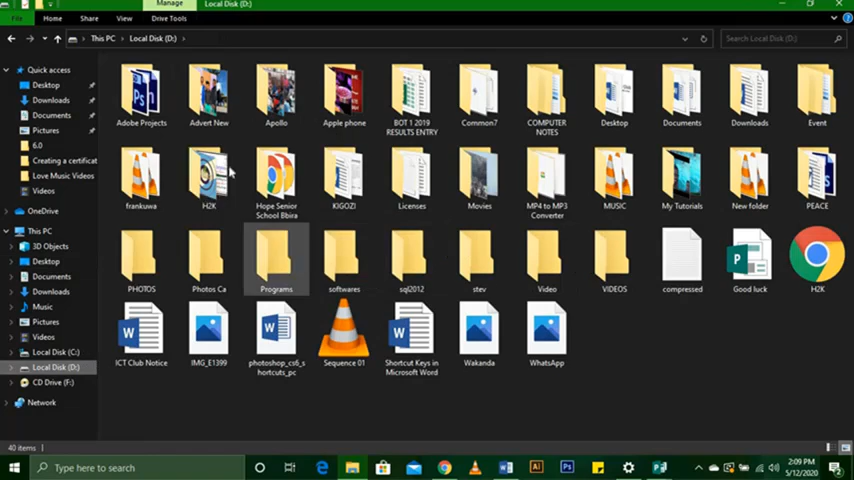 Manage
Local Disk (D:)
File
Home
Share
View
Drive Tools
This PC
Local Disk (D:)
Search Local Disk (D:)
Quick access
Desktop
Downloads
Documents
Pictures
6.0
Creating a certificat
Love Music Videos
Videos
OneDrive
This PC
3D Objects
Desktop
Documents
Downloads
Music
Pictures
Videos
Local Disk (C:)
Local Disk (D:)
CD Drive (F:)
Network
Adobe Projects
Advert New
Apollo
Apple phone
BOT 1 2019
RESULTS ENTRY
Common7
COMPUTER
NOTES
Desktop
Documents
Downloads
Event
frankuwa
H2K
Hope Senior
School Bbira
KIGOZI
Licenses
Movies
MP4 to MP3
Converter
MUSIC
My Tutorials
New folder
PEACE
PHOTOS
Photos Ca
Programs
softwares
sql2012
stev
Video
VIDEOS
compressed
Good luck
H2K
ICT Club Notice
IMG_E1399
photoshop_cs6_s
hortcuts_pc
Sequence 01
Shortcut Keys in
Microsoft Word
Wakanda
WhatsApp
40 items
Type here to search
2:09 PM
5/12/2020